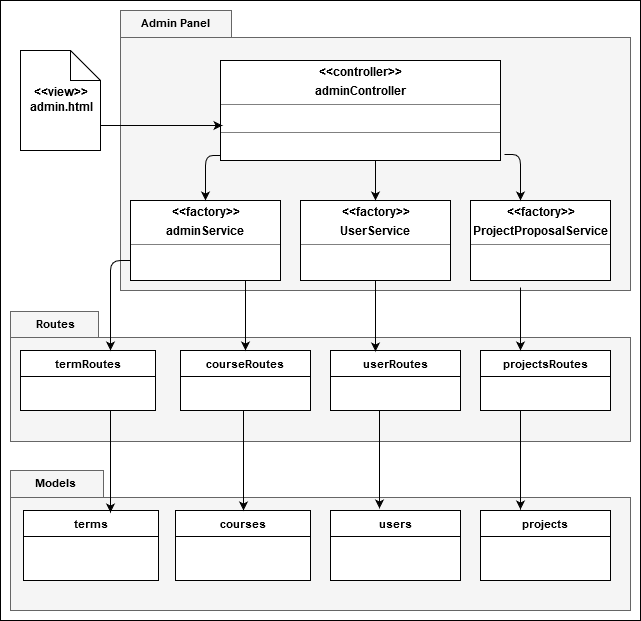 Admin Panel
<<view>>
admin.html
<<controller>>
adminController
<<factory>>
adminService
<<factory>>
UserService
<<factory>>
ProjectProposalService
Routes
termRoutes
courseRoutes
userRoutes
projectsRoutes
Models
terms
courses
users
projects